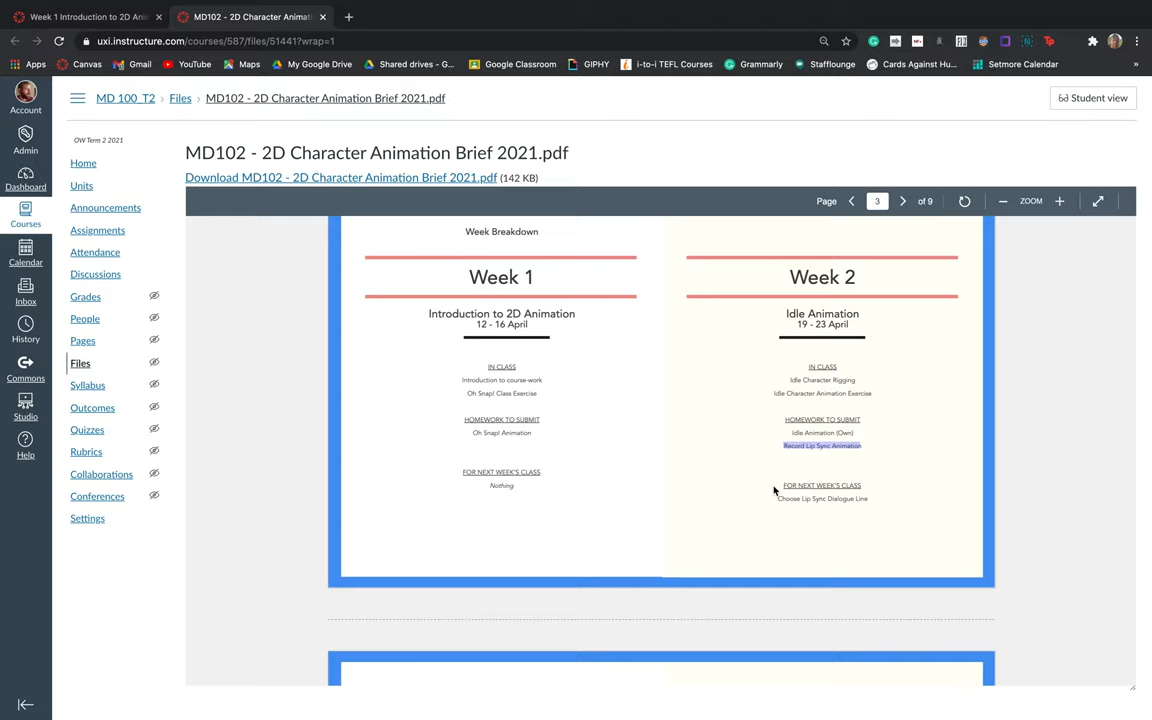 Week 1 Introduction to 2D Ani
MD102 - 2D Character Animati
uxi.instructure.com/courses/587/files/51441?wrap=1
Apps
Canvas
Gmail
YouTube
Maps
My Google Drive
Shared drives - G...
Google Classroom
GIPHY
i-to-i TEFL Courses
Grammarly
Stafflounge
Cards Against Hu...
Setmore Calendar
»
Account
Admin
Dashboard
Courses
Calendar
Inbox
History
Commons
Studio
Help
MD 100_T2 › Files › MD102 - 2D Character Animation Brief 2021.pdf
Student view
OW Term 2 2021
Home
Units
Announcements
Assignments
Attendance
Discussions
Grades
People
Pages
Files
Syllabus
Outcomes
Quizzes
Rubrics
Collaborations
Conferences
Settings
MD102 - 2D Character Animation Brief 2021.pdf
Download MD102 - 2D Character Animation Brief 2021.pdf (142 KB)
Page 3 of 9
ZOOM
Week Breakdown
Week 1
Introduction to 2D Animation
12 - 16 April
IN CLASS
Introduction to course-work
Oh Snap! Class Exercise
HOMEWORK TO SUBMIT
Oh Snap! Animation
FOR NEXT WEEK'S CLASS
Nothing
Week 2
Idle Animation
19 - 23 April
IN CLASS
Idle Character Rigging
Idle Character Animation Exercise
HOMEWORK TO SUBMIT
Idle Animation (Own)
Record Lip Sync Animation
FOR NEXT WEEK'S CLASS
Choose Lip Sync Dialogue Line